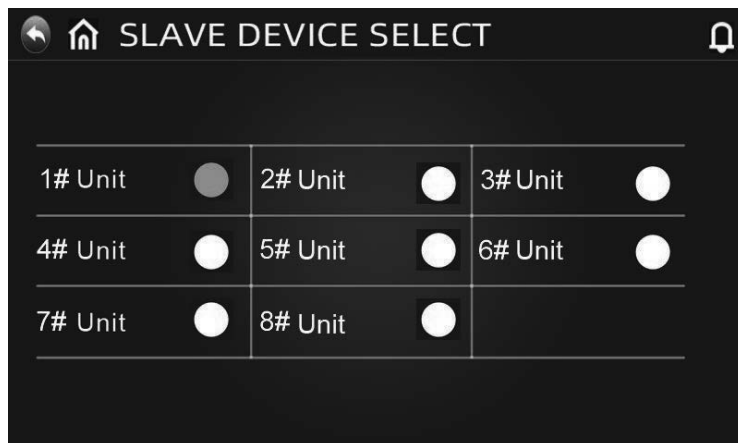 SLAVE DEVICE SELECT
1# Unit 2# Unit 3# Unit
4# Unit 5# Unit 6# Unit
7# Unit 8# Unit